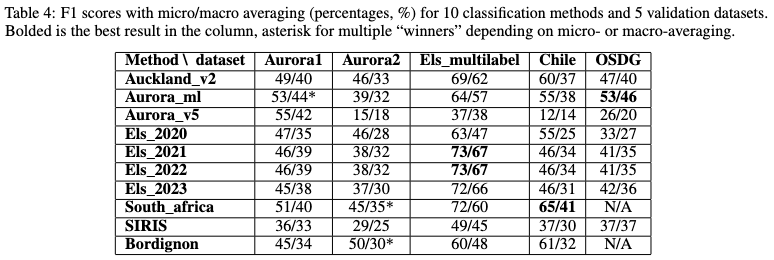 Table 4: F1 scores with micro/macro averaging (percentages, %) for 10 classification methods and 5 validation datasets.
Bolded is the best result in the column, asterisk for multiple “winners” depending on micro- or macro-averaging.
Method \ dataset Aurora1 Aurora2 Els_multilabel Chile OSDG
Auckland_v2 49/40 46/33 69/62 60/37 47/40
Aurora_ml 53/44* 39/32 64/57 55/38 53/46
Aurora_v5 55/42 15/18 37/38 12/14 26/20
Els_2020 47/35 46/28 63/47 55/25 33/27
Els_2021 46/39 38/32 73/67 46/34 41/35
Els_2022 46/39 38/32 73/67 46/34 41/35
Els_2023 45/38 37/30 72/66 46/31 42/36
South_africa 51/40 45/35* 72/60 65/41 N/A
SIRIS 36/33 29/25 49/45 37/30 37/37
Bordignon 45/34 50/30* 60/48 61/32 N/A